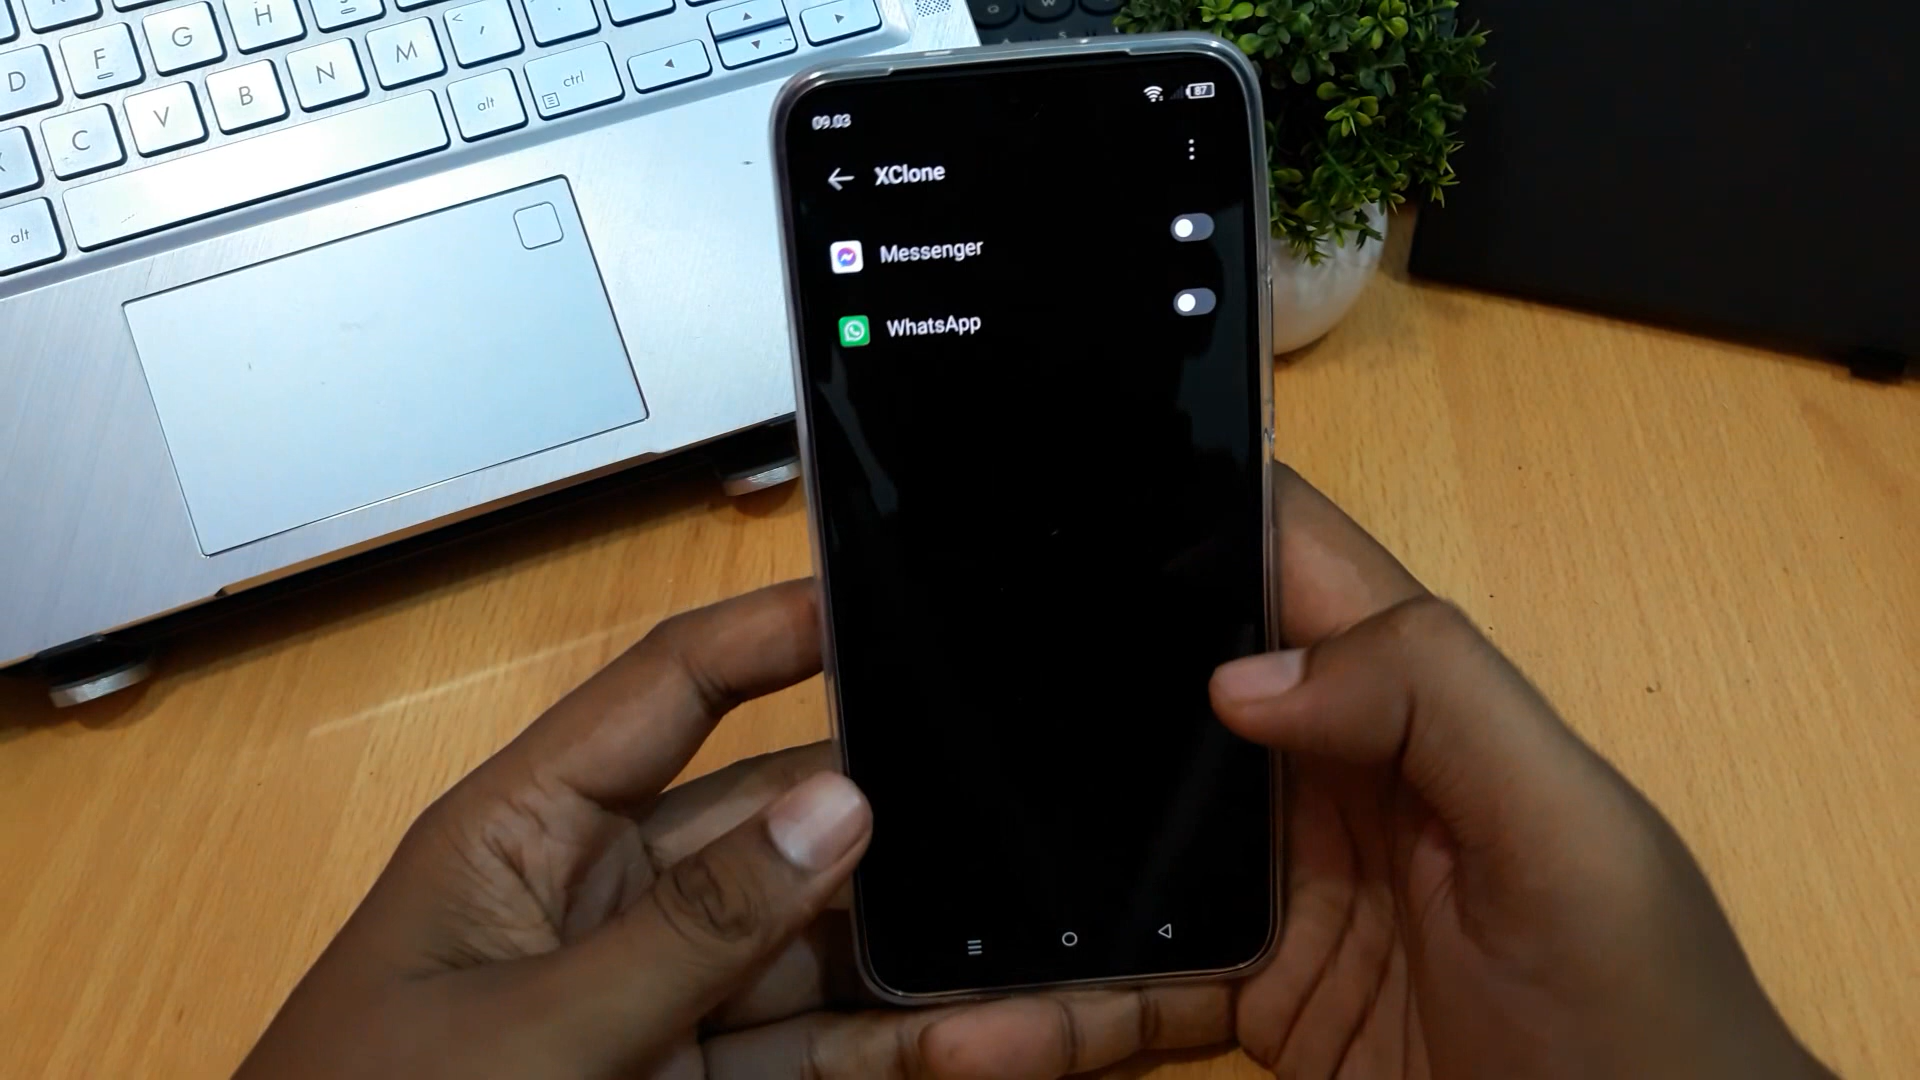 D
F
G
H
C
V
B
N
M
alt
alt
ctrl
09.03
87
XClone
Messenger
WhatsApp